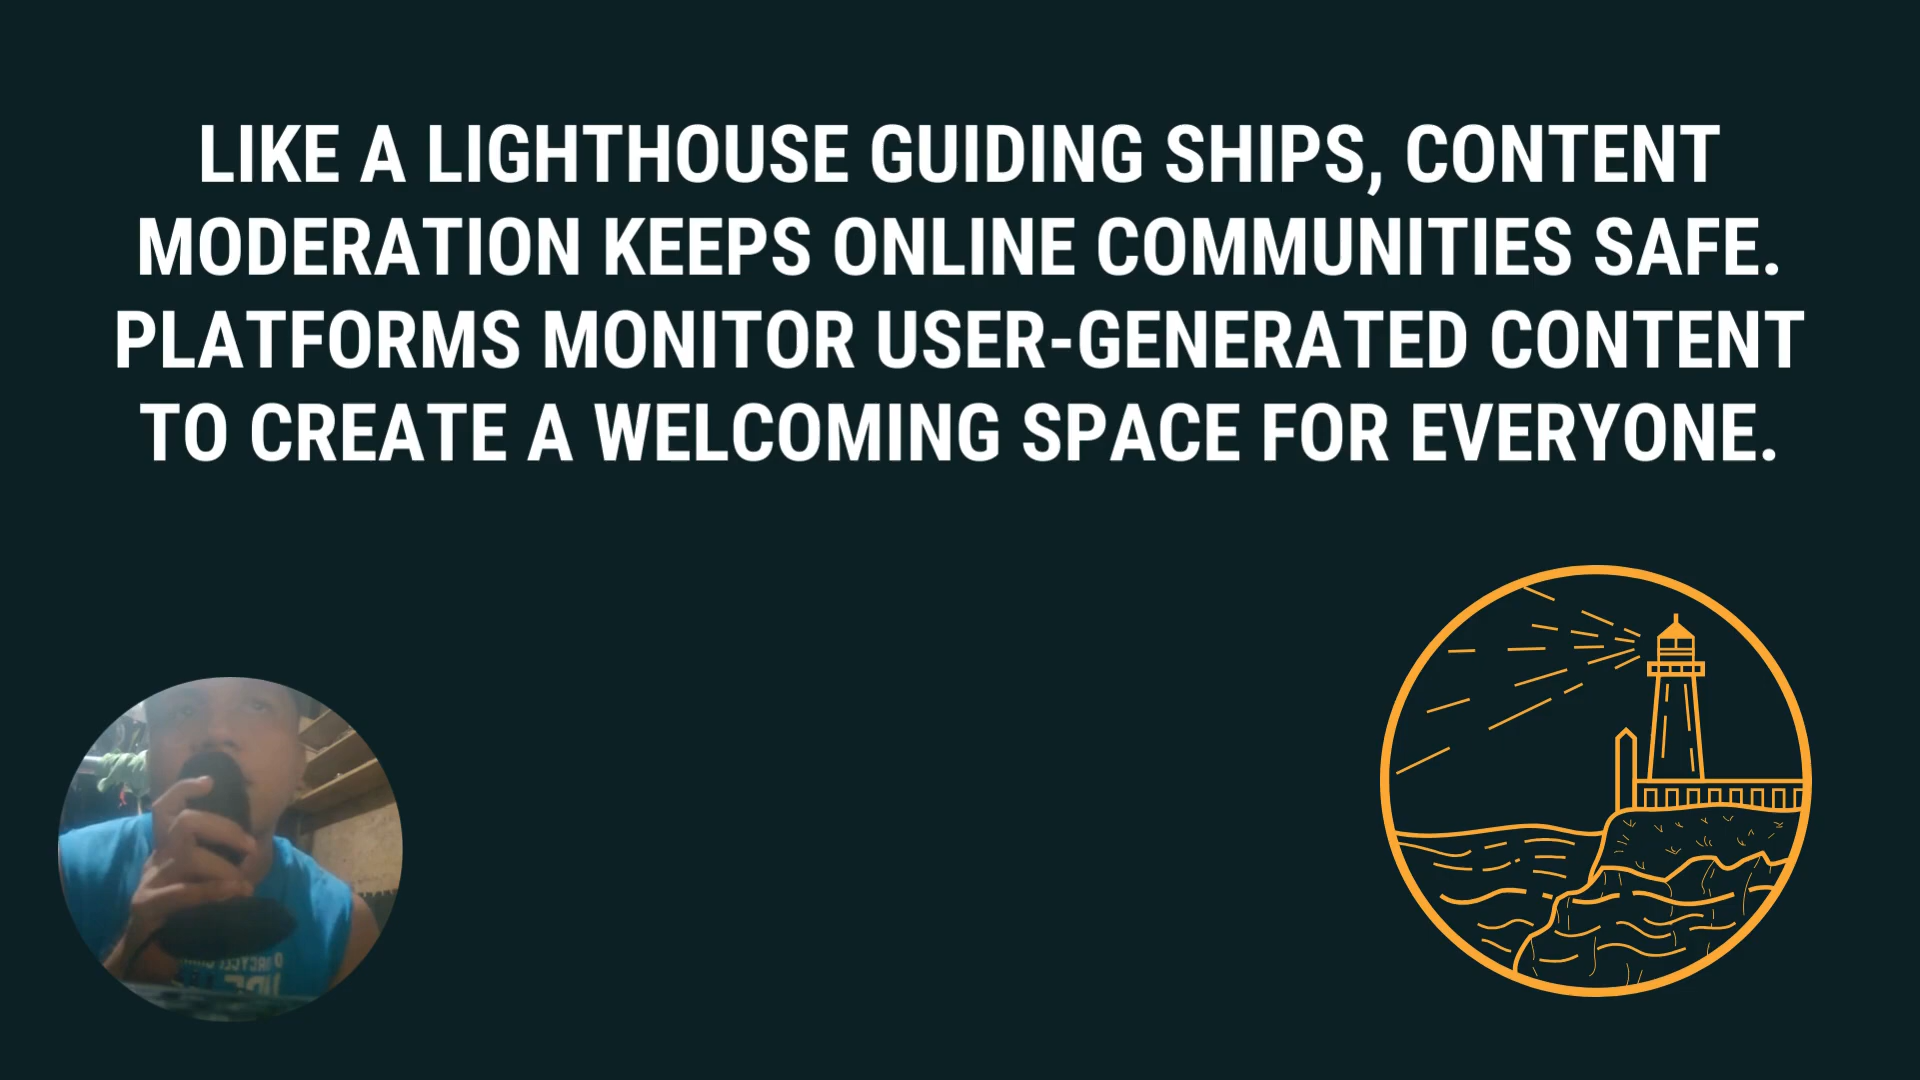 LIKE A LIGHTHOUSE GUIDING SHIPS, CONTENT
MODERATION KEEPS ONLINE COMMUNITIES SAFE.
PLATFORMS MONITOR USER-GENERATED CONTENT
TO CREATE A WELCOMING SPACE FOR EVERYONE.